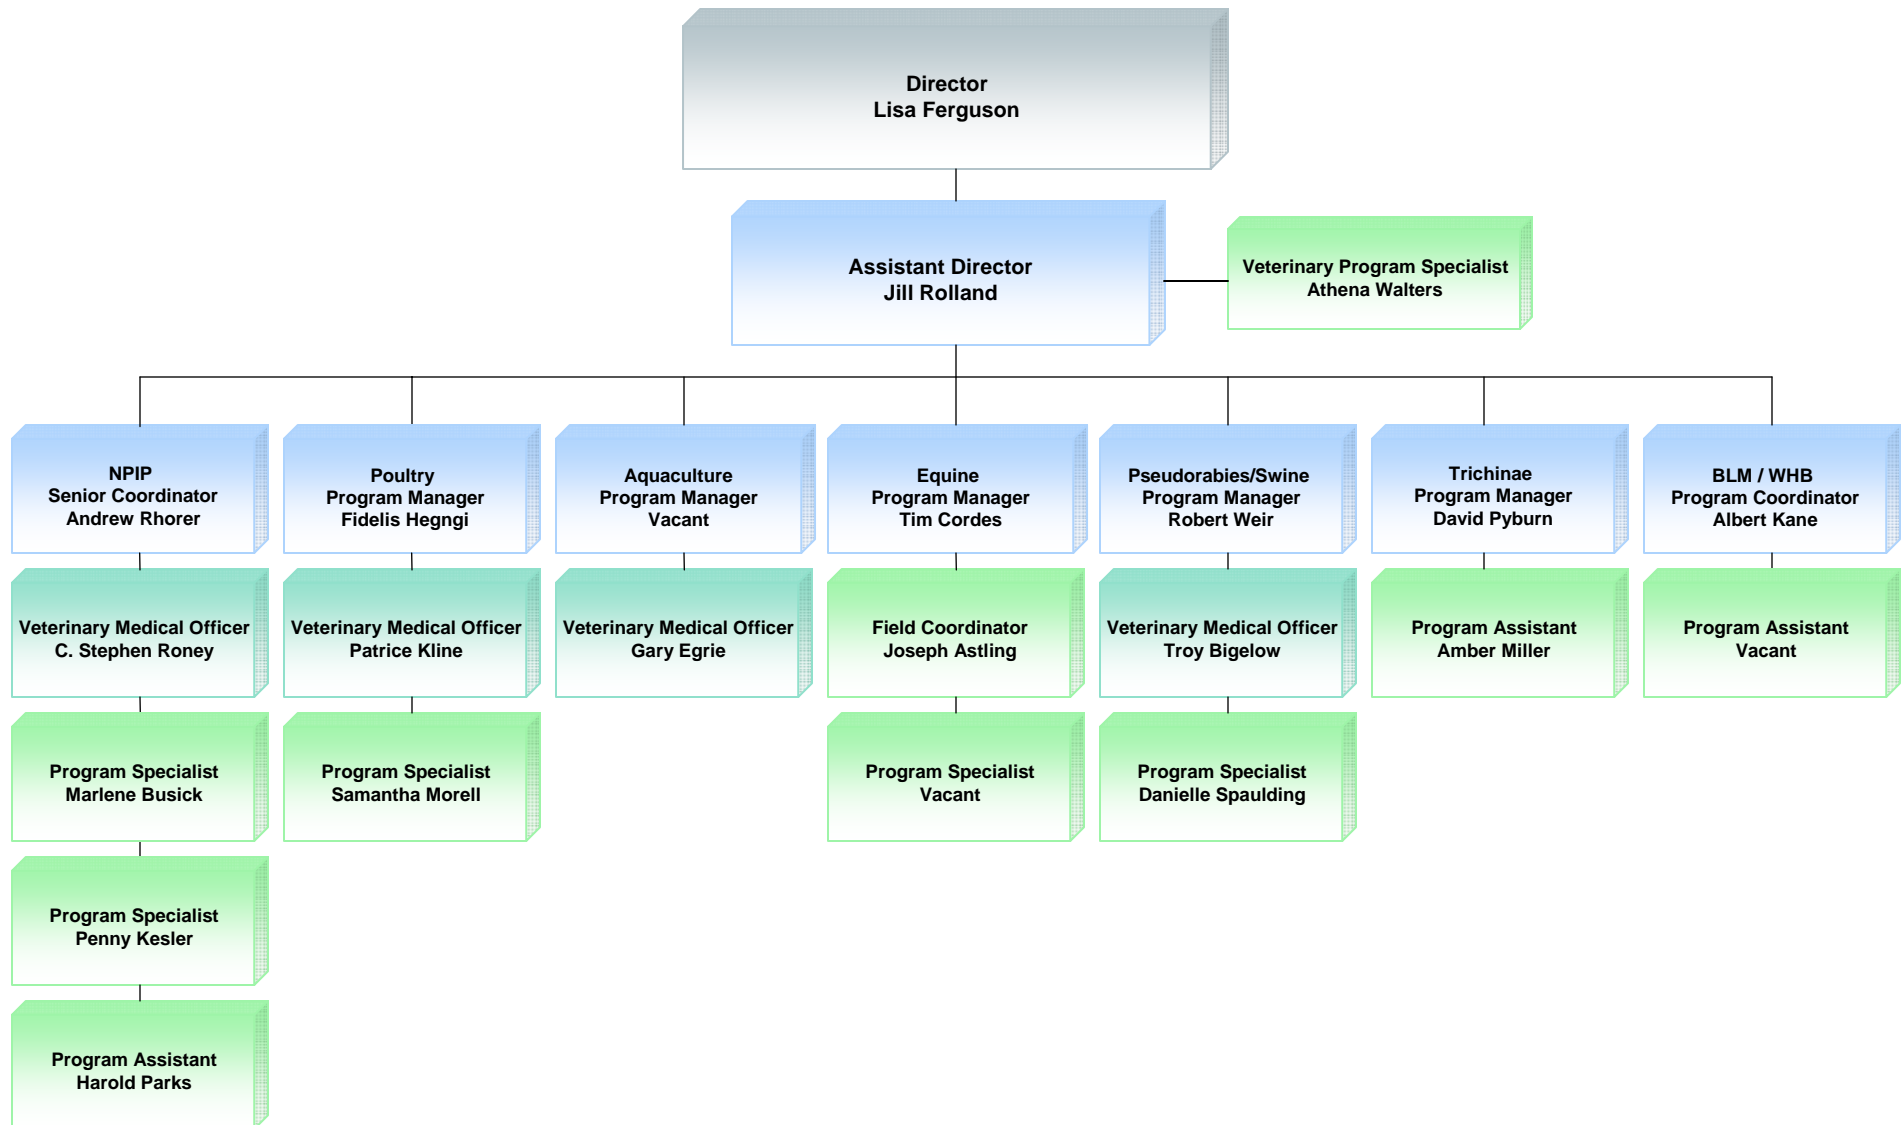 Director
Lisa Ferguson
Assistant Director
Jill Rolland
Veterinary Program Specialist
Athena Walters
NPIP
Senior Coordinator
Andrew Rhorer
Poultry
Program Manager
Fidelis Hegngi
Aquaculture
Program Manager
Vacant
Equine
Program Manager
Tim Cordes
Pseudorabies/Swine
Program Manager
Robert Weir
Trichinae
Program Manager
David Pyburn
BLM / WHB
Program Coordinator
Albert Kane
Veterinary Medical Officer
C. Stephen Roney
Veterinary Medical Officer
Patrice Kline
Veterinary Medical Officer
Gary Egrie
Field Coordinator
Joseph Astling
Veterinary Medical Officer
Troy Bigelow
Program Assistant
Amber Miller
Program Assistant
Vacant
Program Specialist
Marlene Busick
Program Specialist
Samantha Morell
Program Specialist
Vacant
Program Specialist
Danielle Spaulding
Program Specialist
Penny Kesler
Program Assistant
Harold Parks